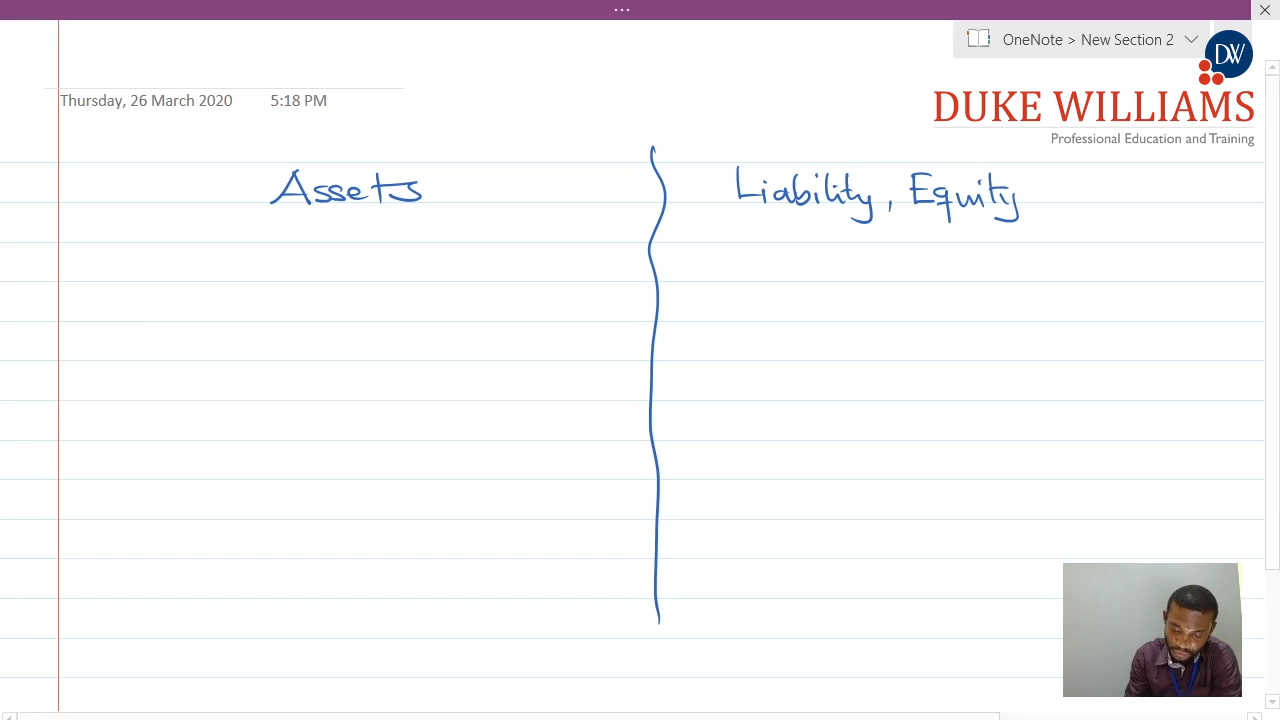 ...
OneNote > New Section 2
DW
DUKE WILLIAMS
Professional Education and Training
Thursday, 26 March 2020 5:18 PM
Assets
Liability, Equity